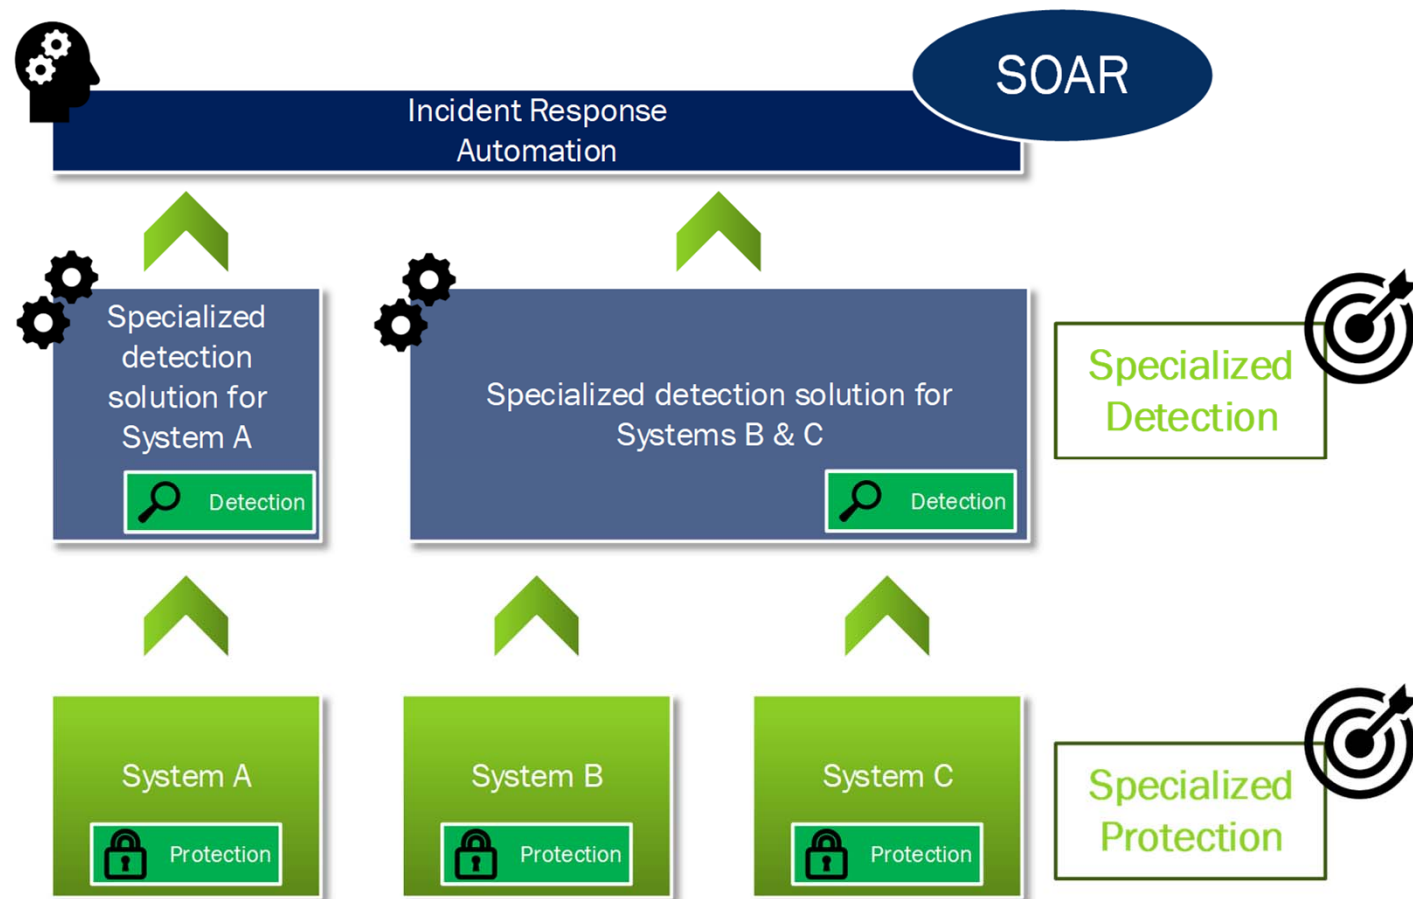 SOAR
Incident Response
Automation
Specialized
detection
solution for
System A
Detection
Specialized detection solution for
Systems B & C
Detection
Specialized
Detection
System A
Protection
System B
Protection
System C
Protection
Specialized
Protection